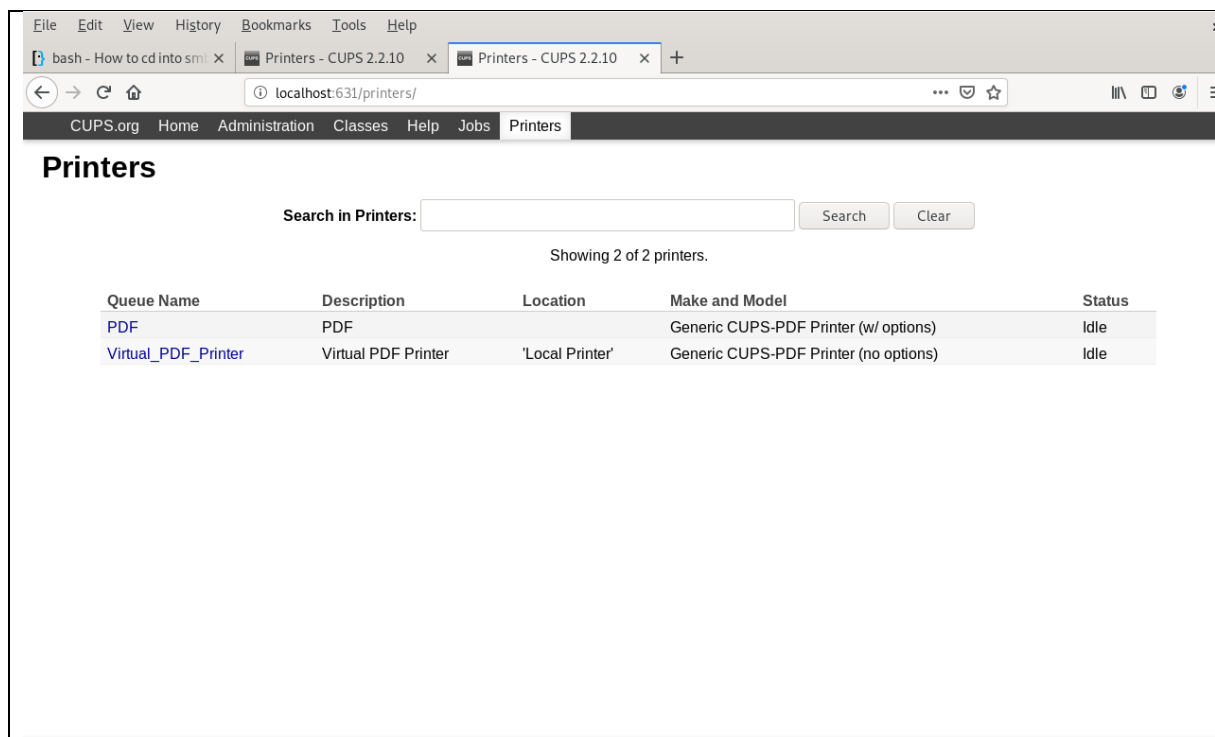 File Edit View History Bookmarks Tools Help
bash - How to cd into sml Printers - CUPS 2.2.10 Printers - CUPS 2.2.10
localhost:631/printers/
CUPS.org Home Administration Classes Help Jobs Printers
Printers
Search in Printers: Search Clear
Showing 2 of 2 printers.
Queue Name Description Location Make and Model Status
PDF PDF Generic CUPS-PDF Printer (w/ options) Idle
Virtual_PDF_Printer Virtual PDF Printer 'Local Printer' Generic CUPS-PDF Printer (no options) Idle